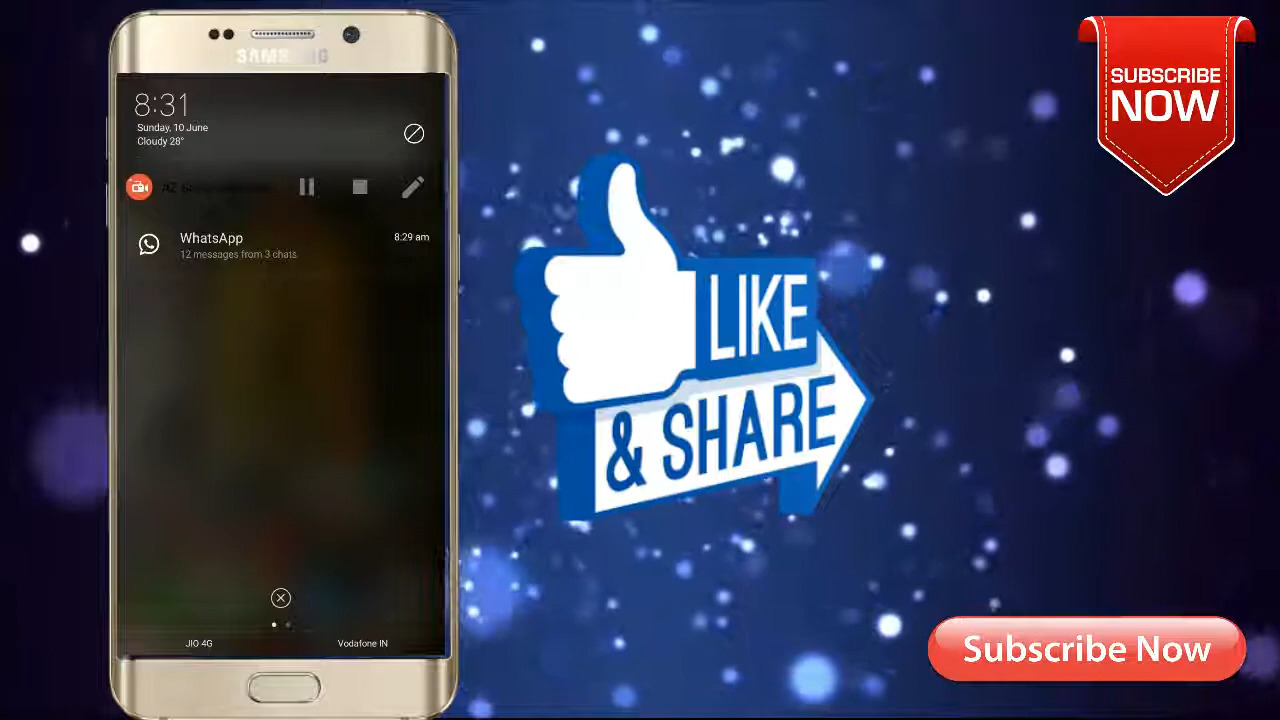 SAMSUNG
8:31
Sunday, 10 June
Cloudy 28°
AZ
WhatsApp
8:29 am
12 messages from 3 chats
JIO 4G
Vodafone IN
LIKE
& SHARE
SUBSCRIBE
NOW
Subscribe Now